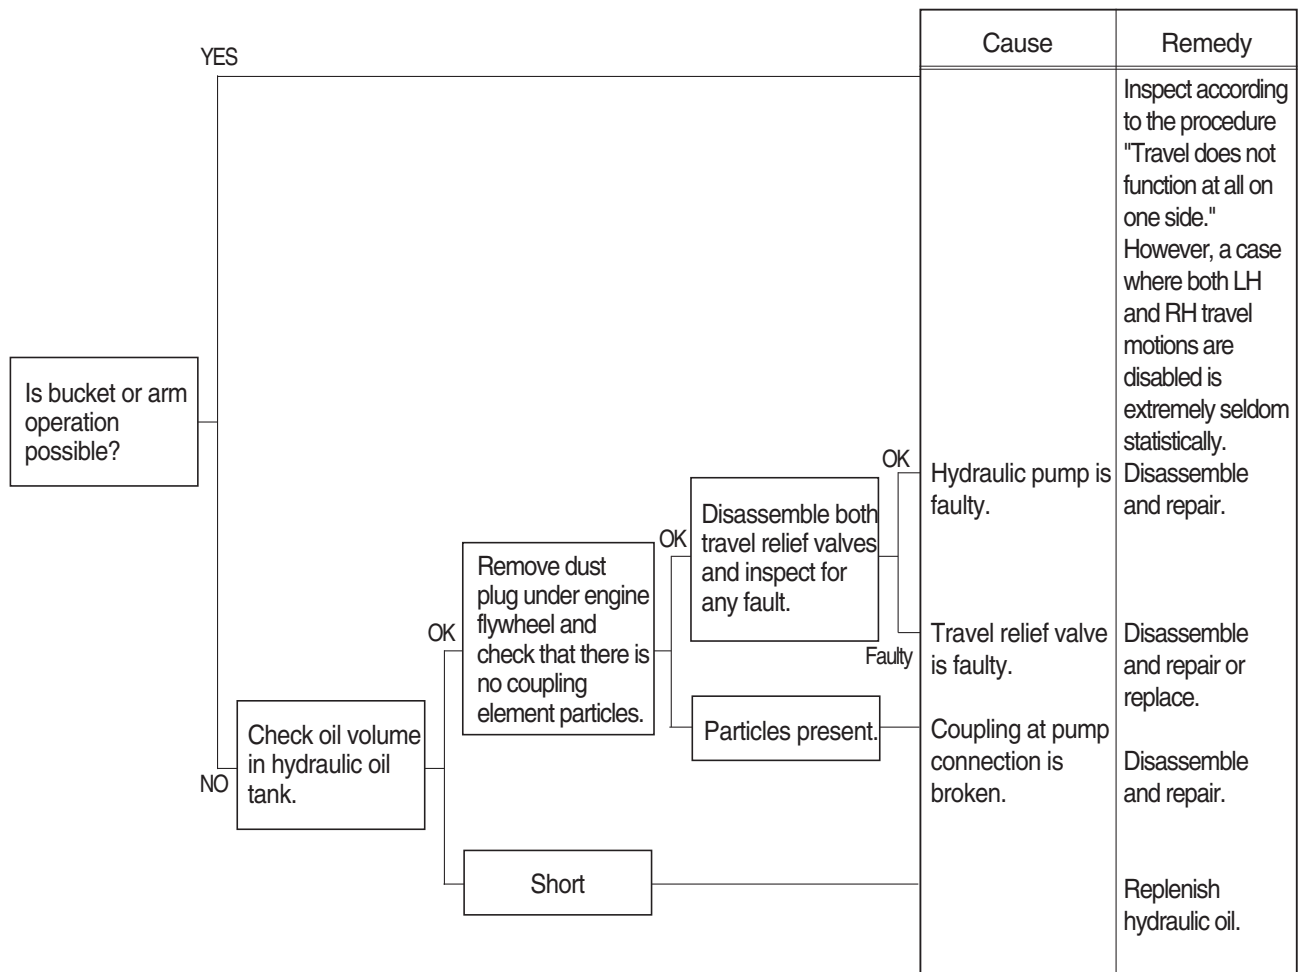 Cause
Remedy
YES
Inspect according
to the procedure
"Travel does not
function at all on
one side."
However, a case
where both LH
and RH travel
motions are
disabled is
extremely seldom
statistically.
Is bucket or arm
operation
possible?
NO
Check oil volume
in hydraulic oil
tank.
OK
Remove dust
plug under engine
flywheel and
check that there is
no coupling
element particles.
OK
Disassemble both
travel relief valves
and inspect for
any fault.
OK
Hydraulic pump is
faulty.
Disassemble
and repair.
Faulty
Travel relief valve
is faulty.
Disassemble
and repair or
replace.
Particles present.
Coupling at pump
connection is
broken.
Disassemble
and repair.
Short
Replenish
hydraulic oil.